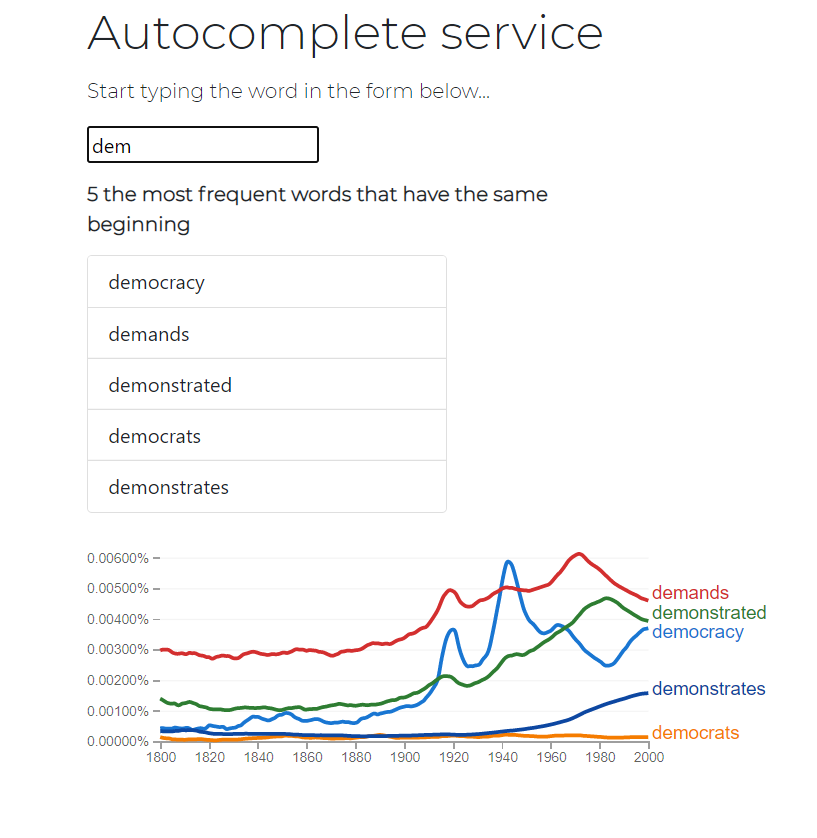 Autocomplete service
Start typing the word in the form below...
dem
5 the most frequent words that have the same
beginning
democracy
demands
demonstrated
democrats
demonstrates
0.00600%
0.00500%
0.00400%
0.00300%
0.00200%
0.00100%
0.00000%
demands
demonstrated
democracy
demonstrates
democrats
1800 1820 1840 1860 1880 1900 1920 1940 1960 1980 2000